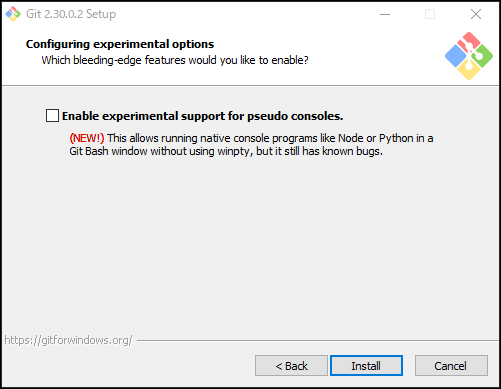 Git 2.30.0.2 Setup
Configuring experimental options
Which bleeding-edge features would you like to enable?
Enable experimental support for pseudo consoles.
(NEW!) This allows running native console programs like Node or Python in a
Git Bash window without using winpty, but it still has known bugs.
https://gitforwindows.org/
< Back Install Cancel